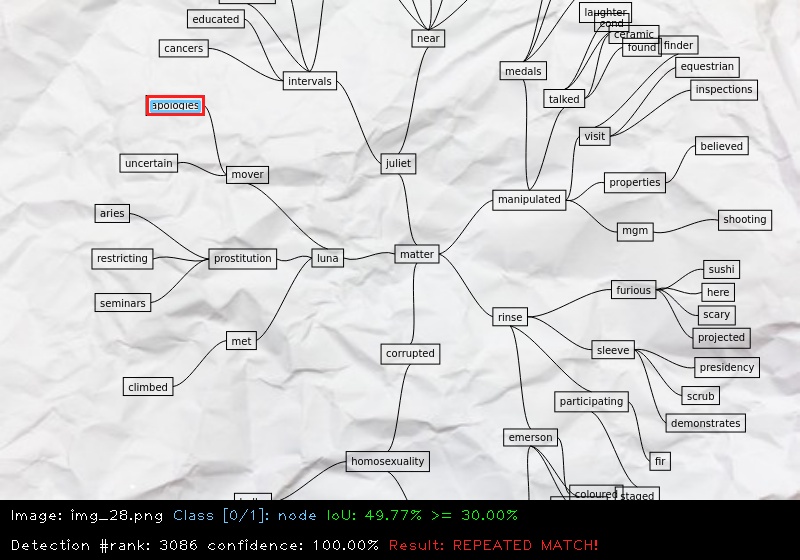 laughter
cond
educated
near
ceramic
cancers
found
finder
intervals
medals
equestrian
talked
inspections
apologies
visit
believed
uncertain
juliet
mover
properties
manipulated
aries
shooting
mgm
matter
restricting
prostitution
luna
sushi
furious
here
seminars
scary
rinse
projected
met
sleeve
corrupted
presidency
climbed
scrub
participating
demonstrates
emerson
homosexuality
fir
coloured
staged
Image: img_28.png Class [0/1]: node IoU: 49.77% >= 30.00%
Detection #rank: 3086 confidence: 100.00% Result: REPEATED MATCH!